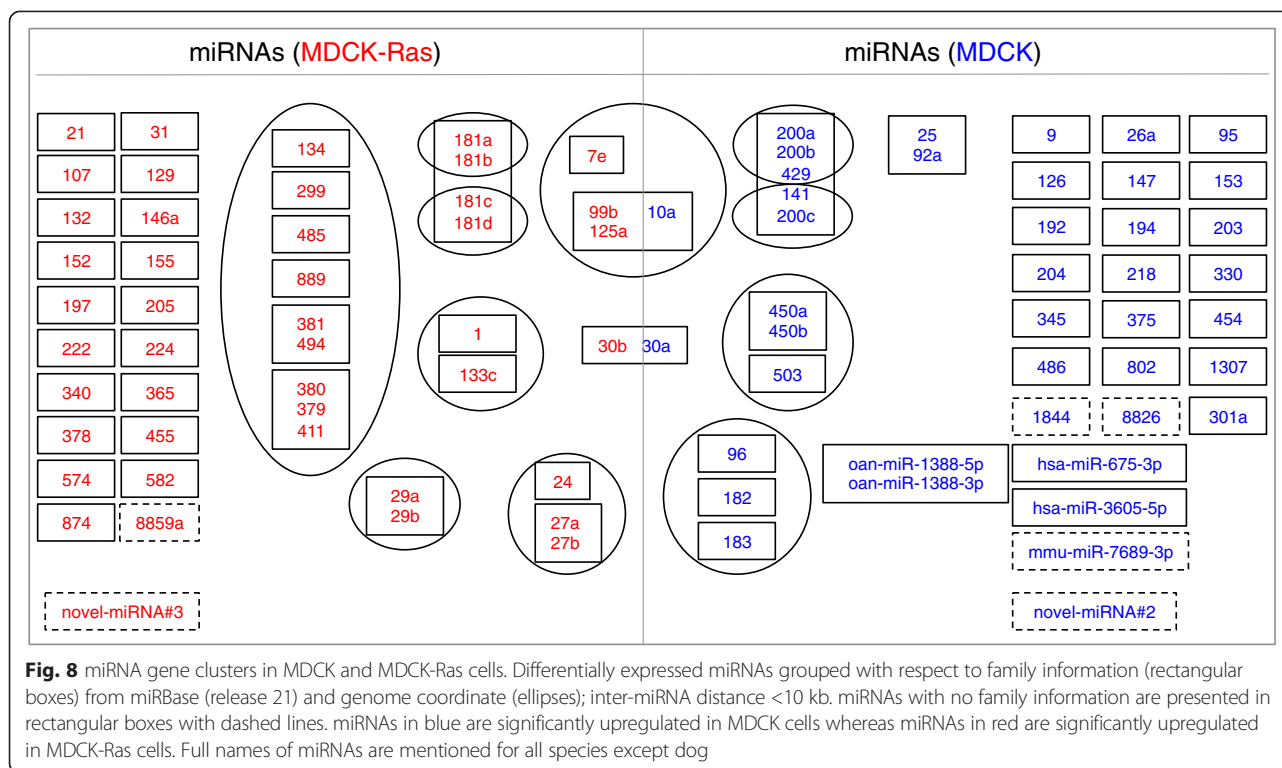 miRNAs (MDCK-Ras)
miRNAs (MDCK)
21 31
107 129
132 146a
152 155
197 205
222 224
340 365
378 455
574 582
874 8859a
novel-miRNA#3
134
299
485
889
381
494
380
379
411
181a
181b
181c
181d
1
133c
29a
29b
24
27a
27b
7e
99b 10a
125a
30b 30a
200a
200b
429
141
200c
25
92a
450a
450b
503
96
182
183
oan-miR-1388-5p
oan-miR-1388-3p
9 26a 95
126 147 153
192 194 203
204 218 330
345 375 454
486 802 1307
1844 8826 301a
hsa-miR-675-3p
hsa-miR-3605-5p
mmu-miR-7689-3p
novel-miRNA#2
Fig. 8 miRNA gene clusters in MDCK and MDCK-Ras cells. Differentially expressed miRNAs grouped with respect to family information (rectangular
boxes) from miRBase (release 21) and genome coordinate (ellipses); inter-miRNA distance <10 kb. miRNAs with no family information are presented in
rectangular boxes with dashed lines. miRNAs in blue are significantly upregulated in MDCK cells whereas miRNAs in red are significantly upregulated
in MDCK-Ras cells. Full names of miRNAs are mentioned for all species except dog